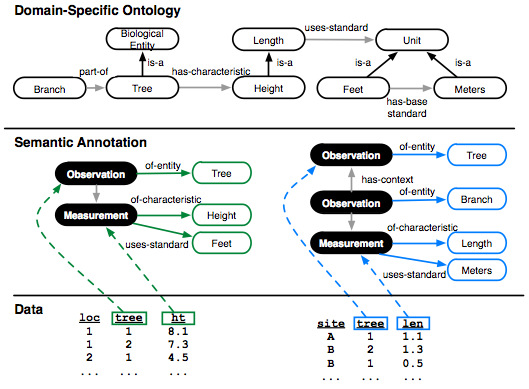 Domain-Specific Ontology
Biological
Entity
Length
uses-standard
Unit
is-a
is-a
is-a
is-a
Branch
part-of
Tree
has-characteristic
Height
Feet
has-base
standard
Meters
Semantic Annotation
Observation
of-entity
Tree
Measurement
of-characteristic
Height
uses-standard
Feet
Observation
of-entity
Tree
has-context
Observation
of-entity
Branch
Measurement
of-characteristic
Length
uses-standard
Meters
Data
loc tree ht
1 1 8.1
1 2 7.3
2 1 4.5
... ... ...
site tree len
A 1 1.1
B 2 1.3
B 1 0.5
... ... ...